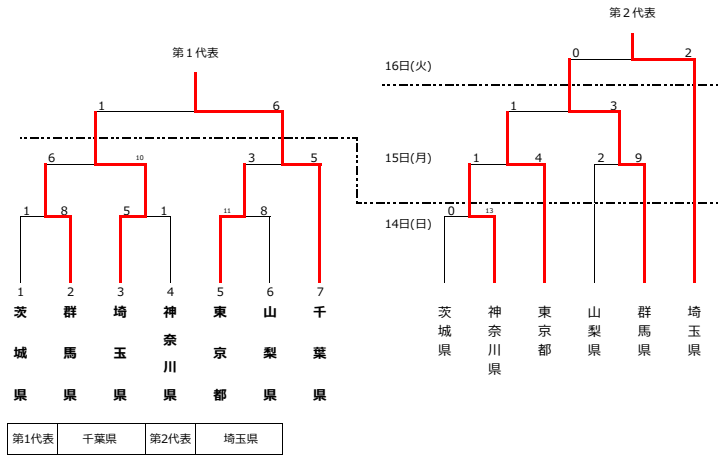 第2代表
0 2
第1代表
16日(火)
1 6
1 3
6 10 3 5
15日(月)
1 4 2 9
1 8 5 1 11 8
0 13
14日(日)
1 2 3 4 5 6 7
茨城県 群馬県 埼玉県 神奈川県 東京都 山梨県 千葉県
茨城県 神奈川県 東京都 山梨県 群馬県 埼玉県
第1代表 千葉県 第2代表 埼玉県